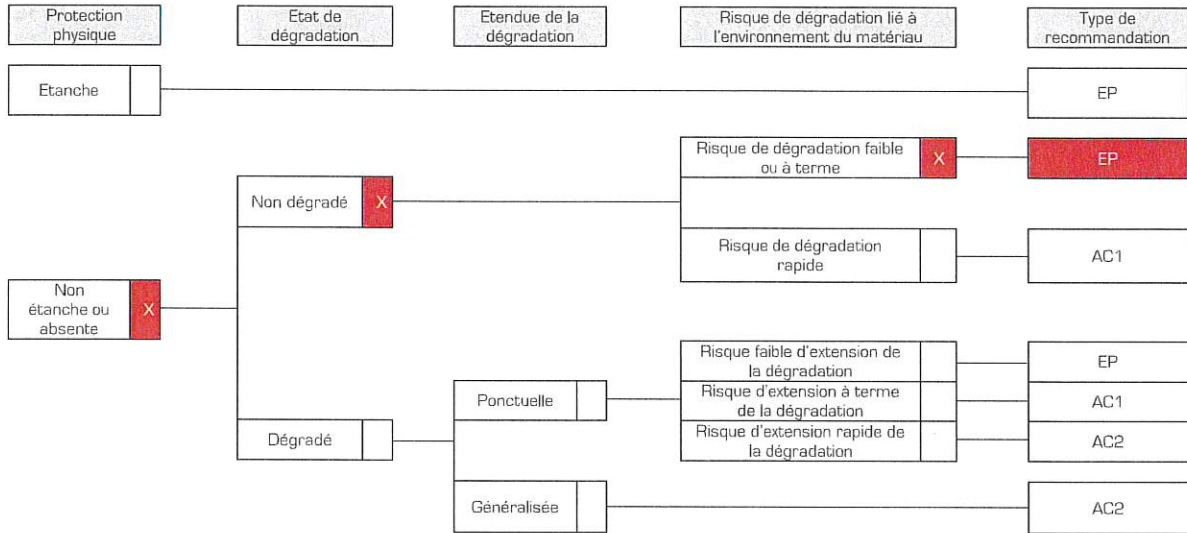 Protection
physique
Etat de
dégradation
Etendue de la
dégradation
Risque de dégradation lié à
l'environnement du matériau
Type de
recommendation
Etanche
EP
Risque de dégradation faible
ou à terme
X
EP
Non dégradé
X
Risque de dégradation
rapide
AC1
Non
étanche ou
absente
X
Risque faible d'extension de
la dégradation
EP
Ponctuelle
Risque d'extension à terme
de la dégradation
AC1
Dégradé
Risque d'extension rapide de
la dégradation
AC2
Généralisée
AC2